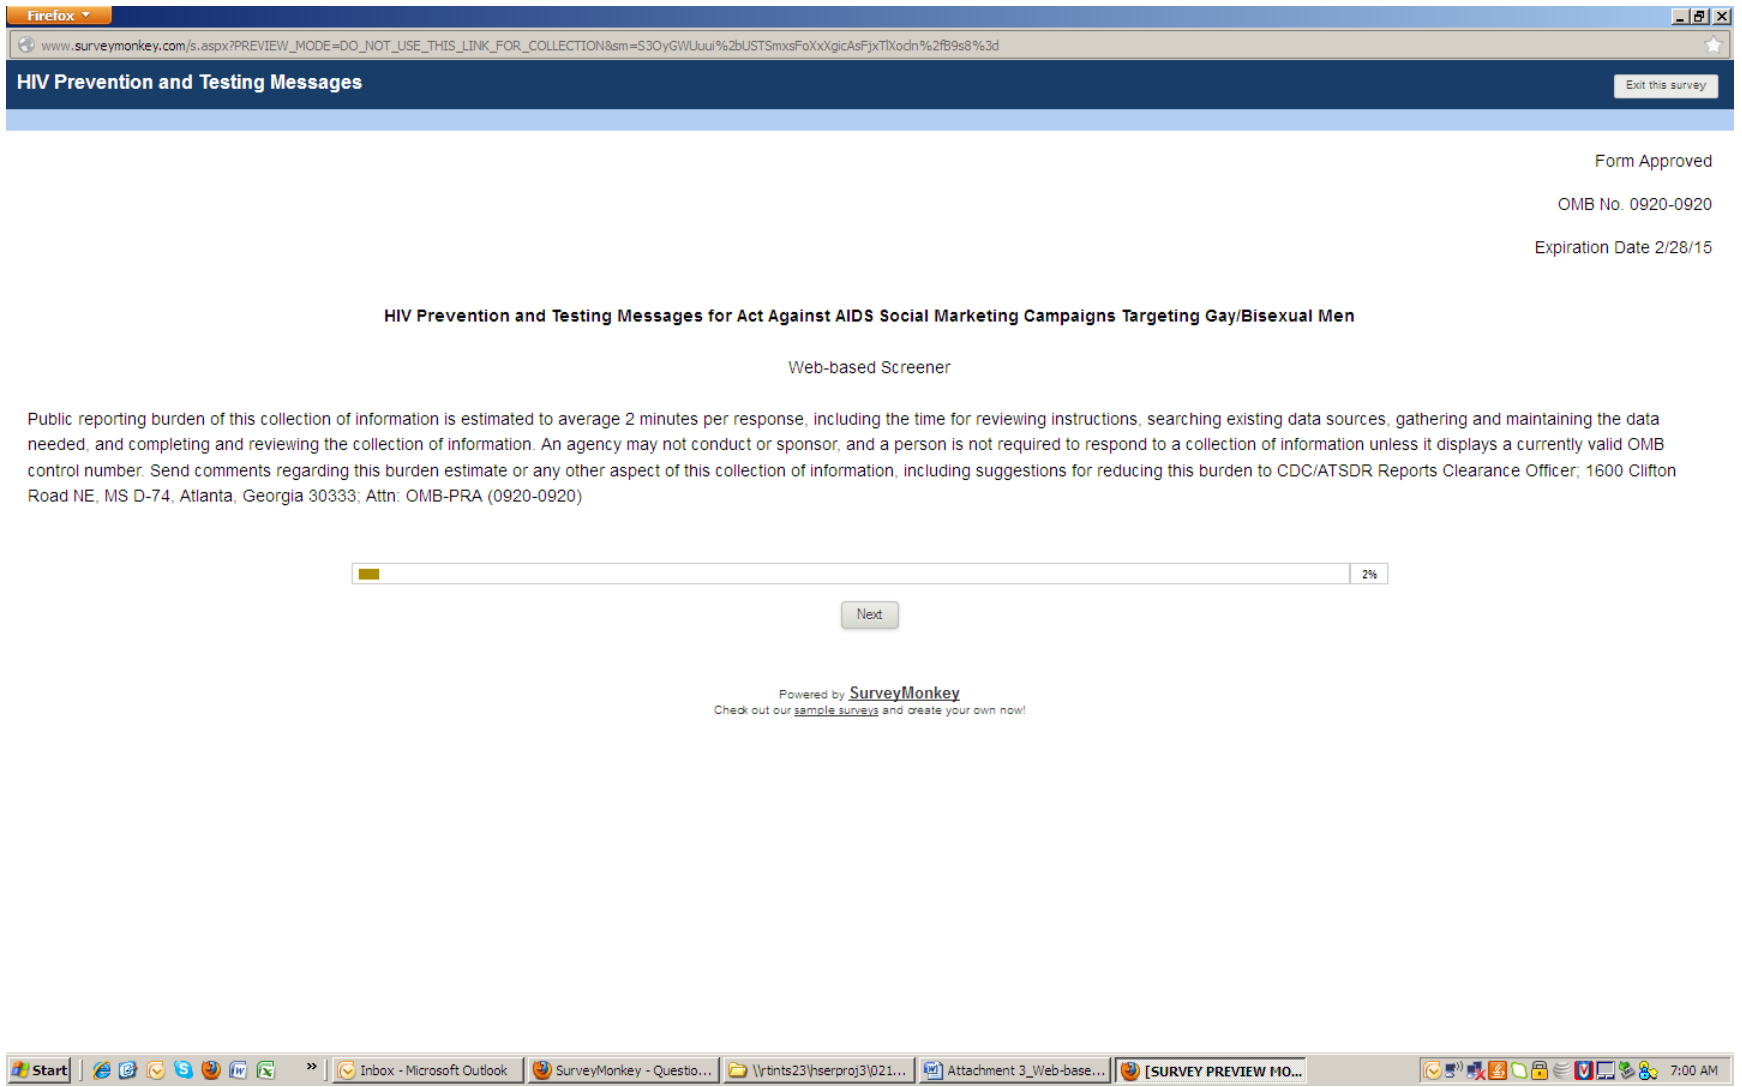 Firefox
www.surveymonkey.com/s.aspx?PREVIEW_MODE=DO_NOT_USE_THIS_LINK_FOR_COLLECTION&sm=S3OyGWUuui%2bUSTSmxsFoXxXgicAsFjxTlXocln%2fB9s8%3d
HIV Prevention and Testing Messages
Exit this survey
Form Approved
OMB No. 0920-0920
Expiration Date 2/28/15
HIV Prevention and Testing Messages for Act Against AIDS Social Marketing Campaigns Targeting Gay/Bisexual Men
Web-based Screener
Public reporting burden of this collection of information is estimated to average 2 minutes per response, including the time for reviewing instructions, searching existing data sources, gathering and maintaining the data
needed, and completing and reviewing the collection of information. An agency may not conduct or sponsor, and a person is not required to respond to a collection of information unless it displays a currently valid OMB
control number. Send comments regarding this burden estimate or any other aspect of this collection of information, including suggestions for reducing this burden to CDC/ATSDR Reports Clearance Officer; 1600 Clifton
Road NE, MS D-74, Atlanta, Georgia 30333; Attn: OMB-PRA (0920-0920)
2%
Next
Powered by SurveyMonkey
Check out our sample surveys and create your own now!
Start
Inbox - Microsoft Outlook
SurveyMonkey - Questio...
\\rtints23\hserproj3\021...
Attachment 3_Web-base...
[SURVEY PREVIEW MO...
7:00 AM